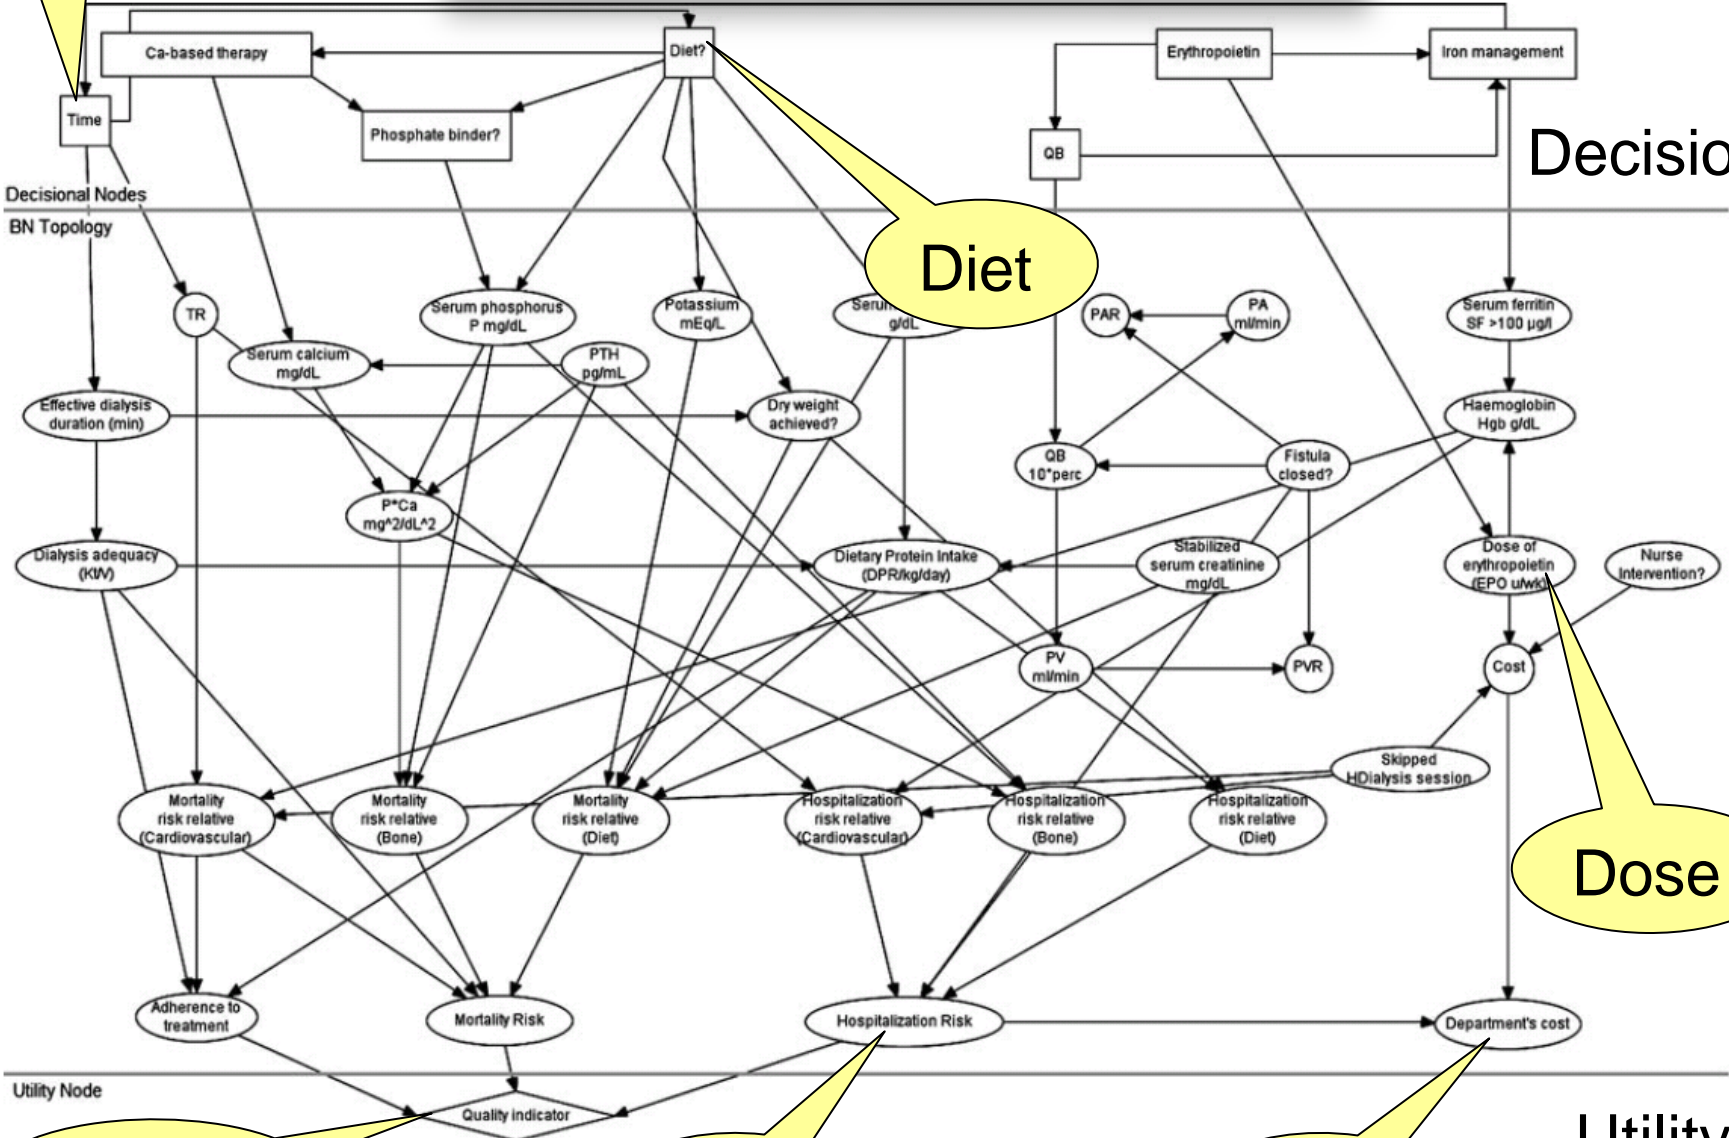 Ca-based therapy
Diet?
Erythropoietin
Iron management
Time
Phosphate binder?
QB
Decisio
Decisional Nodes
BN Topology
Diet
TR
Serum phosphorus
P mg/dL
Potassium
mEq/L
Serum
g/dL
PAR
PA
ml/min
Serum ferritin
SF >100 µg/l
Serum calcium
mg/dL
PTH
pg/mL
Effective dialysis
duration (min)
Dry weight
achieved?
Haemoglobin
Hgb g/dL
QB
10*perc
Fistula
closed?
P*Ca
mg^2/dL^2
Dialysis adequacy
(Kt/V)
Dietary Protein Intake
(DPR/kg/day)
Stabilized
serum creatinine
mg/dL
Dose of
erythropoietin
(EPO u/wk)
Nurse
Intervention?
PV
ml/min
PVR
Cost
Skipped
HDialysis session
Mortality
risk relative
(Cardiovascular)
Mortality
risk relative
(Bone)
Mortality
risk relative
(Diet)
Hospitalization
risk relative
(Cardiovascular)
Hospitalization
risk relative
(Bone)
Hospitalization
risk relative
(Diet)
Dose
Adherence to
treatment
Mortality Risk
Hospitalization Risk
Department's cost
Utility Node
Quality indicator
Utility